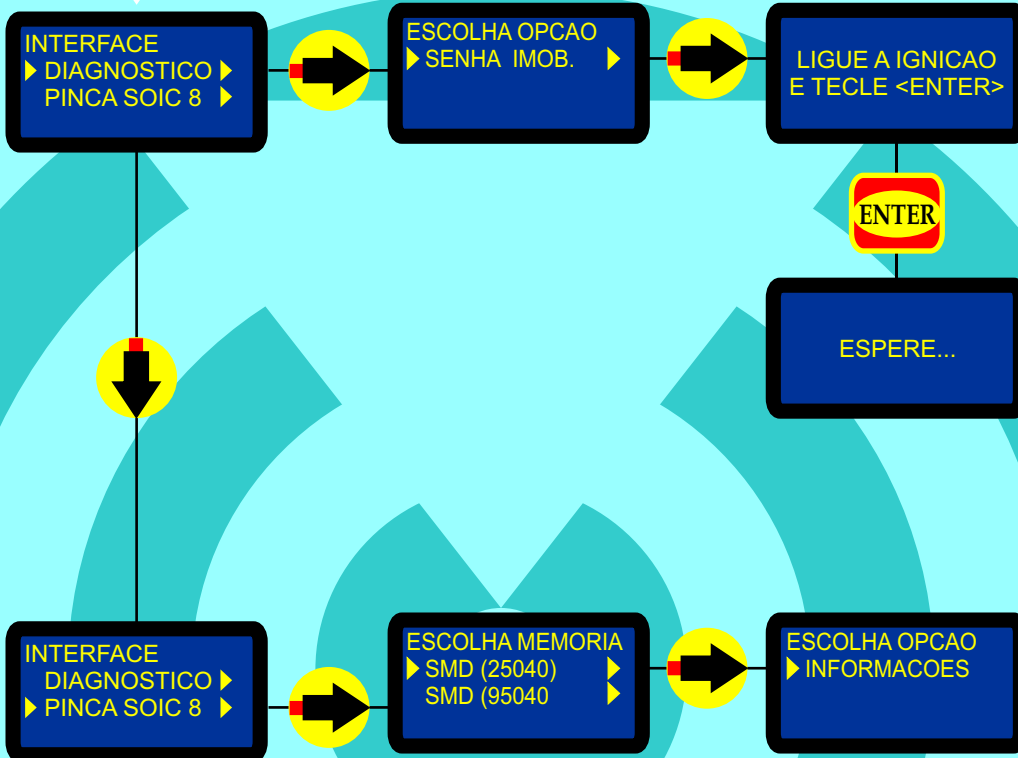 INTERFACE
DIAGNOSTICO
PINCA SOIC 8
ESCOLHA OPCAO
SENHA IMOB.
LIGUE A IGNICAO
E TECLE <ENTER>
ENTER
ESPERE...
INTERFACE
DIAGNOSTICO
PINCA SOIC 8
ESCOLHA MEMORIA
SMD (25040)
SMD (95040
ESCOLHA OPCAO
INFORMACOES